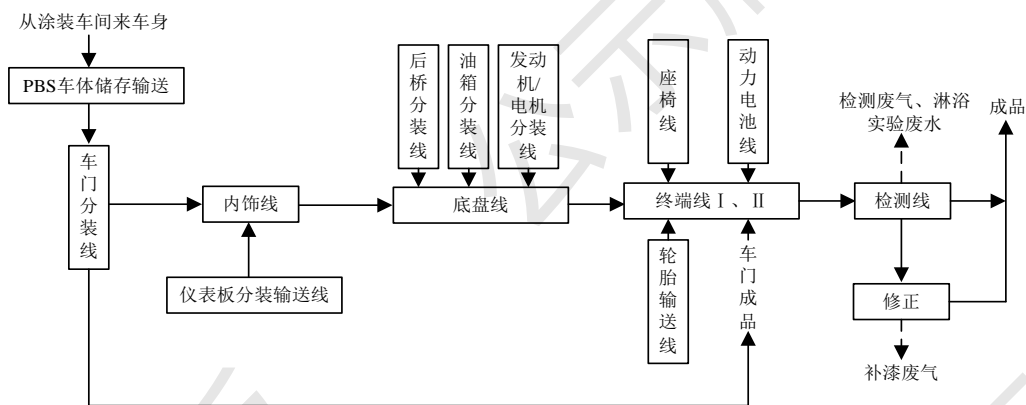 从涂装车间来车身
PBS车体储存输送
车门分装线
内饰线
仪表板分装输送线
后桥分装线
油箱分装线
发动机/电机分装线
底盘线
座椅线
动力电池线
终端线Ⅰ、Ⅱ
轮胎输送线
车门成品
检测废气、淋浴
实验废水
成品
检测线
修正
补漆废气